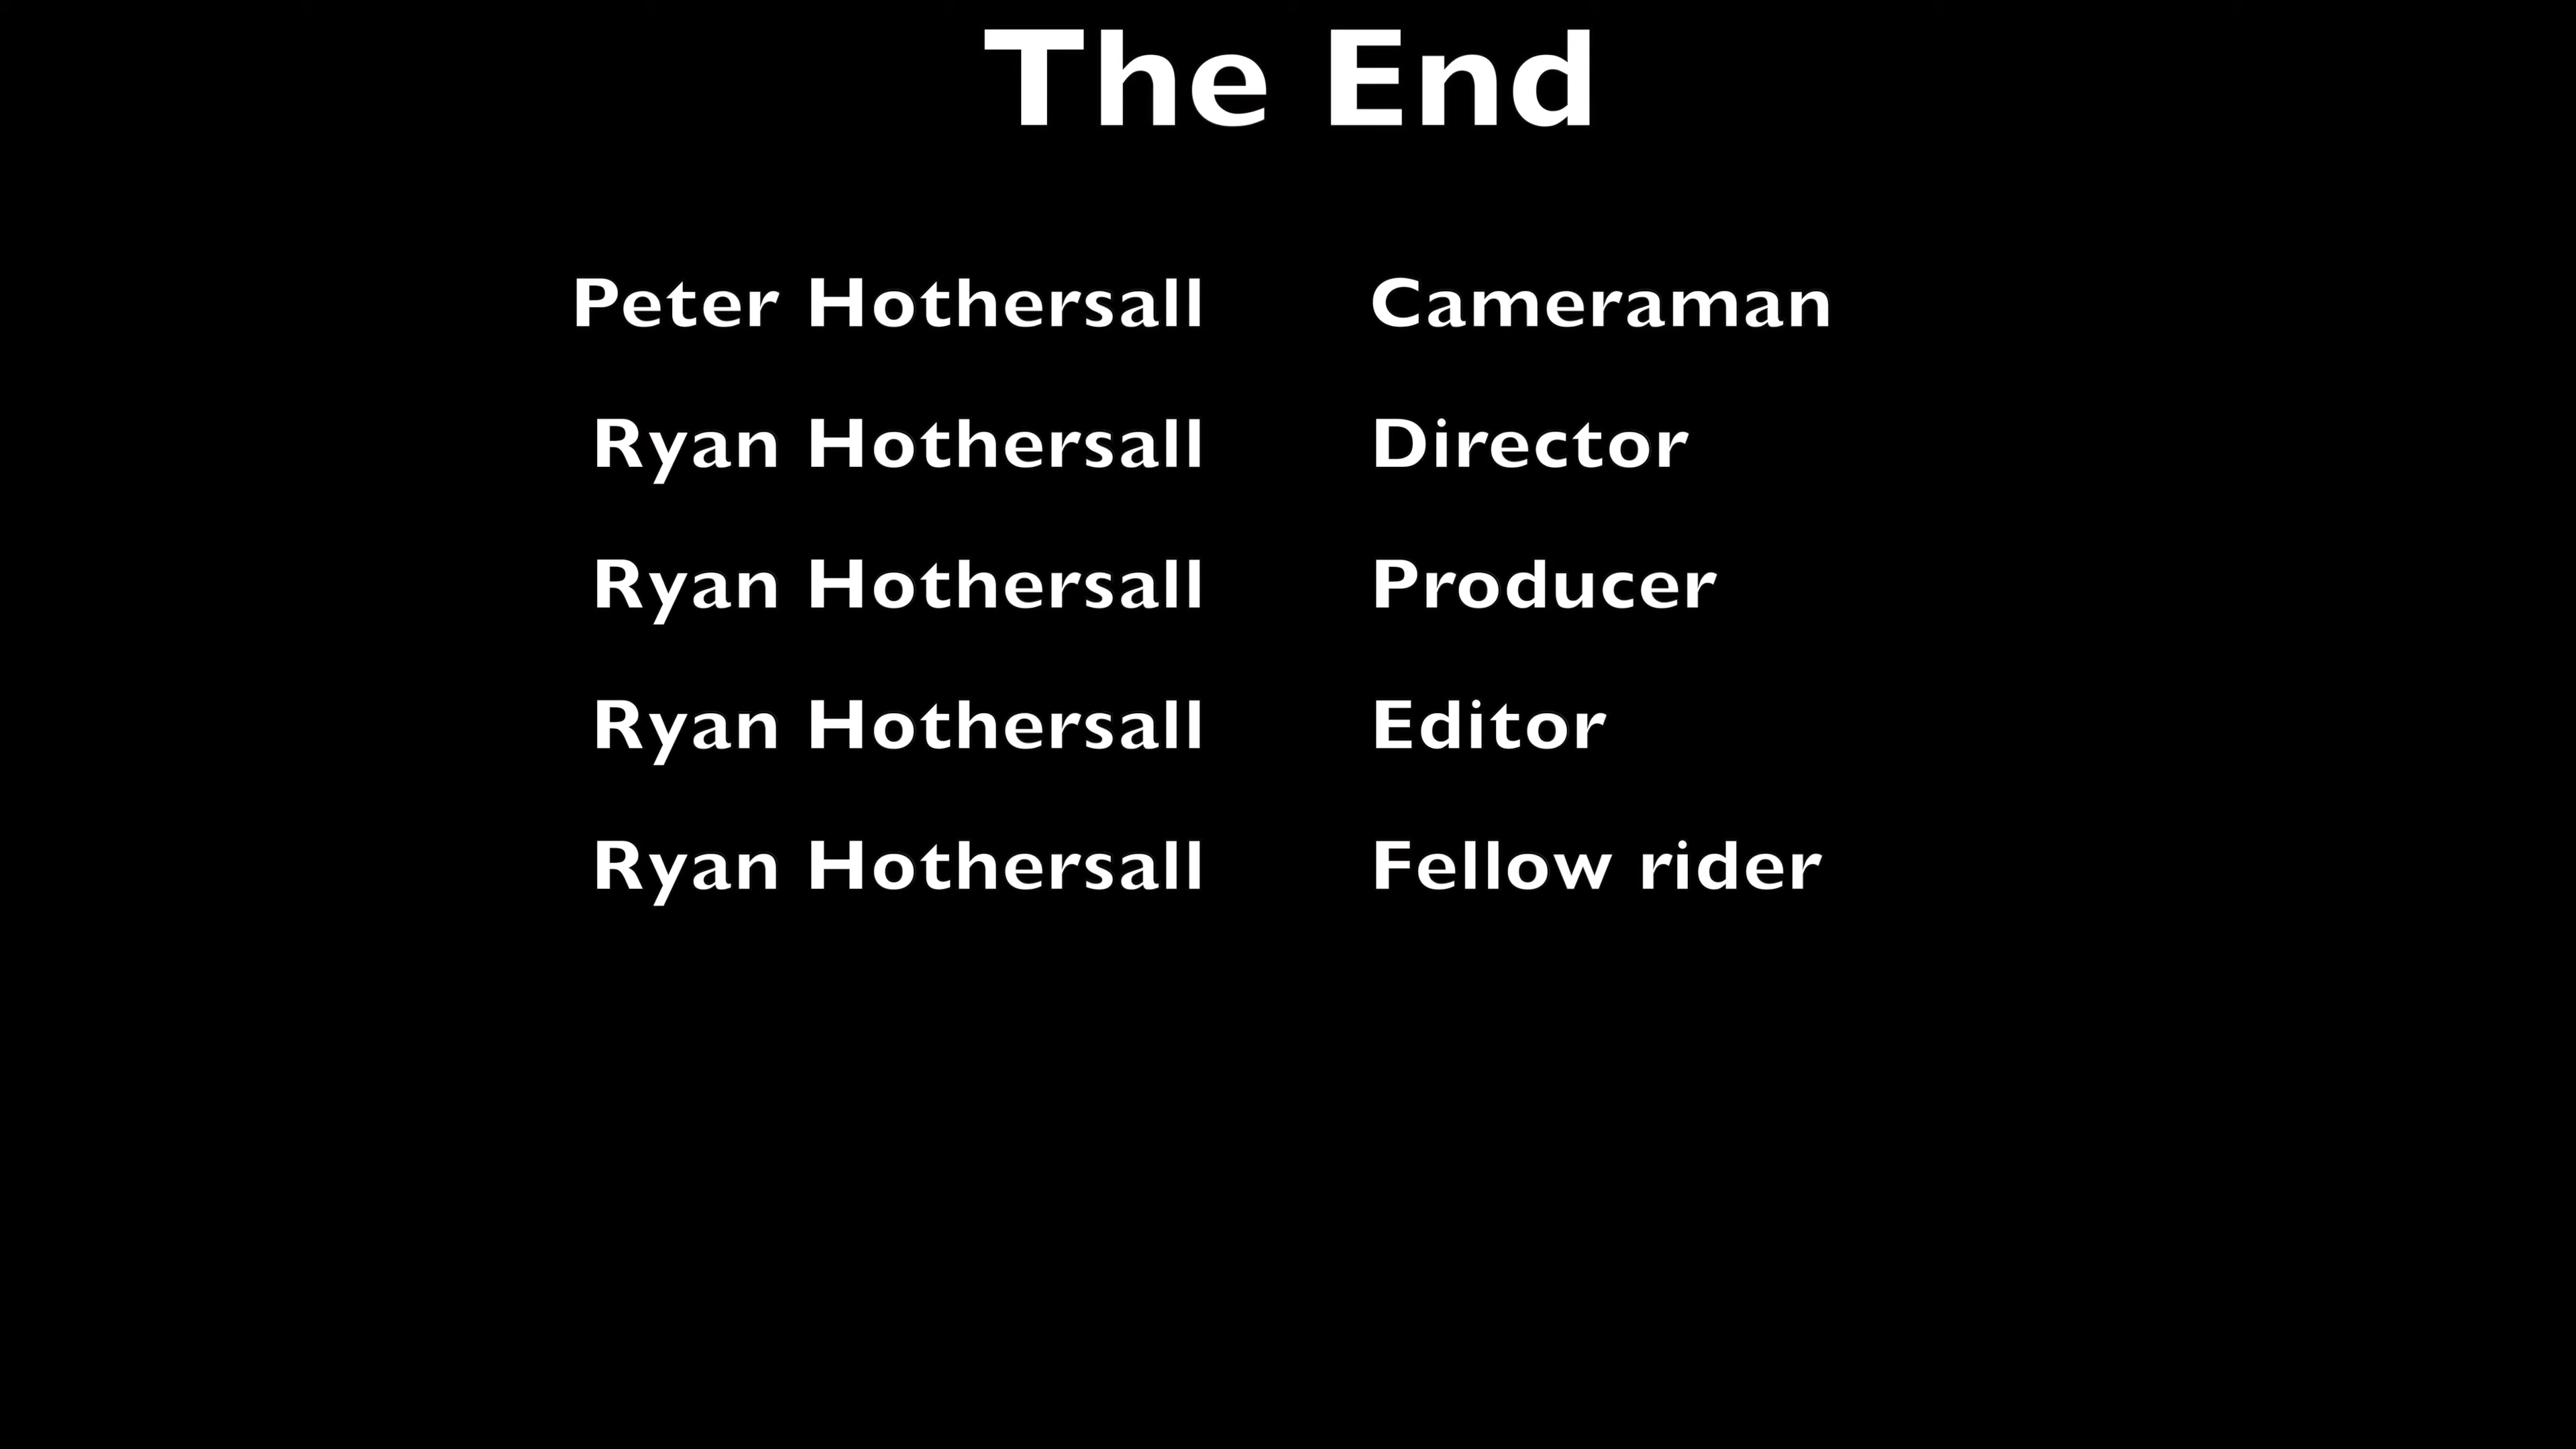 The End
Peter Hothersall Cameraman
Ryan Hothersall Director
Ryan Hothersall Producer
Ryan Hothersall Editor
Ryan Hothersall Fellow rider